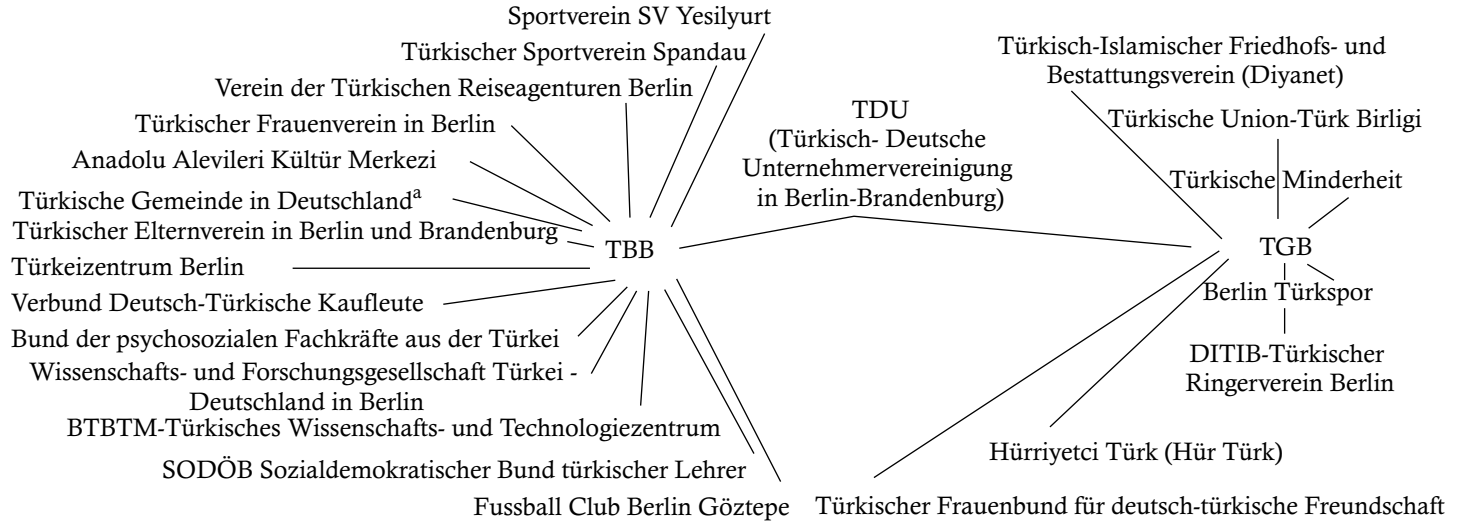 Sportverein SV Yesilyurt
Türkischer Sportverein Spandau
Verein der Türkischen Reiseagenturen Berlin
Türkischer Frauenverein in Berlin
Anadolu Alevileri Kültür Merkezi
Türkische Gemeinde in Deutschlandᵃ
Türkischer Elternverein in Berlin und Brandenburg
Türkeizentrum Berlin
Verbund Deutsch-Türkische Kaufleute
Bund der psychosozialen Fachkräfte aus der Türkei
Wissenschafts- und Forschungsgesellschaft Türkei -
Deutschland in Berlin
BTBTM-Türkisches Wissenschafts- und Technologiezentrum
SODÖB Sozialdemokratischer Bund türkischer Lehrer
Fussball Club Berlin Göztepe
TBB
TDU
(Türkisch- Deutsche
Unternehmervereinigung
in Berlin-Brandenburg)
Türkisch-Islamischer Friedhofs- und
Bestattungsverein (Diyanet)
Türkische Union-Türk Birligi
Türkische Minderheit
TGB
Berlin Türkspor
DITIB-Türkischer
Ringerverein Berlin
Hürriyetci Türk (Hür Türk)
Türkischer Frauenbund für deutsch-türkische Freundschaft